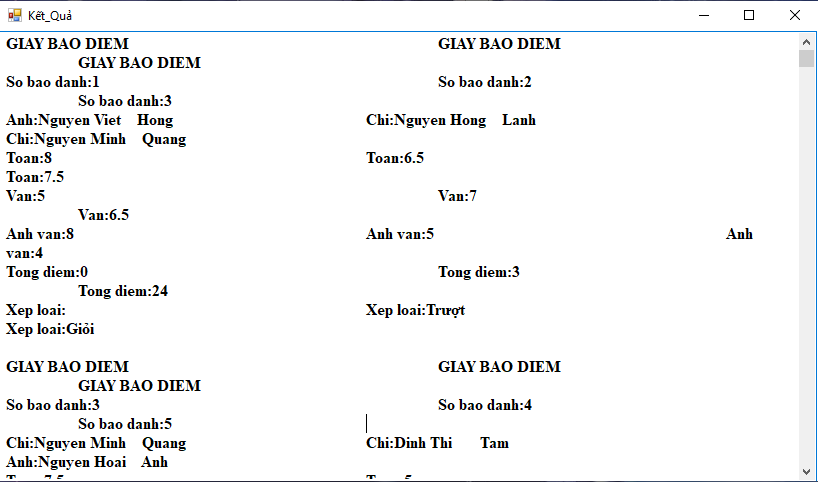 Kết_Quả
GIAY BAO DIEM GIAY BAO DIEM
GIAY BAO DIEM
So bao danh:1 So bao danh:2
So bao danh:3
Anh:Nguyen Viet Hong Chi:Nguyen Hong Lanh
Chi:Nguyen Minh Quang
Toan:8 Toan:6.5
Toan:7.5
Van:5 Van:7
Van:6.5
Anh van:8 Anh van:5 Anh
van:4
Tong diem:0 Tong diem:3
Tong diem:24
Xep loai: Xep loai:Trượt
Xep loai:Giỏi
GIAY BAO DIEM GIAY BAO DIEM
GIAY BAO DIEM
So bao danh:3 So bao danh:4
So bao danh:5
Chi:Nguyen Minh Quang Chi:Dinh Thi Tam
Anh:Nguyen Hoai Anh